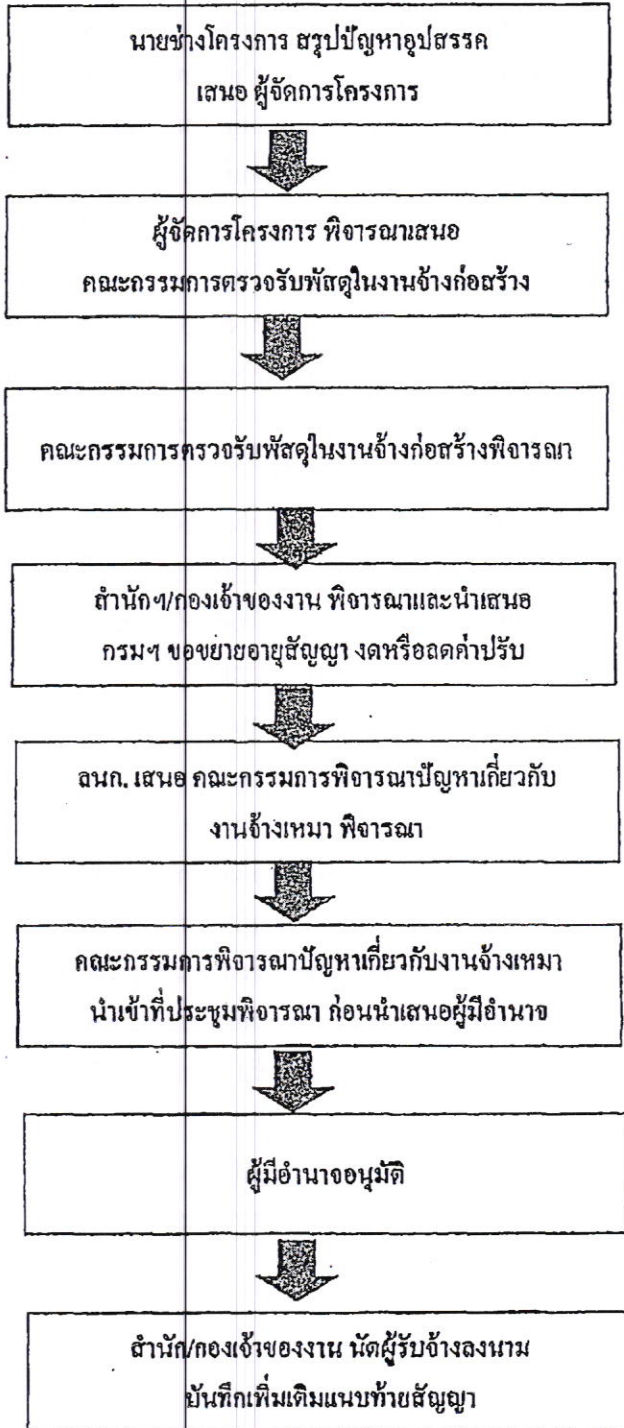 นายช่างโครงการ สรุปปัญหาอุปสรรค
เสนอ ผู้จัดการโครงการ
ผู้จัดการโครงการ พิจารณาเสนอ
คณะกรรมการตรวจรับพัสดุในงานจ้างก่อสร้าง
คณะกรรมการตรวจรับพัสดุในงานจ้างก่อสร้างพิจารณา
สำนักฯ/กองเจ้าของงาน พิจารณาและนำเสนอ
กรมฯ ขอขยายอายุสัญญา งดหรือลดค่าปรับ
ลนก. เสนอ คณะกรรมการพิจารณาปัญหาเกี่ยวกับ
งานจ้างเหมา พิจารณา
คณะกรรมการพิจารณาปัญหาเกี่ยวกับงานจ้างเหมา
นำเข้าที่ประชุมพิจารณา ก่อนนำเสนอผู้มีอำนาจ
ผู้มีอำนาจอนุมัติ
สำนัก/กองเจ้าของงาน นัดผู้รับจ้างลงนาม
บันทึกเพิ่มเติมแนบท้ายสัญญา